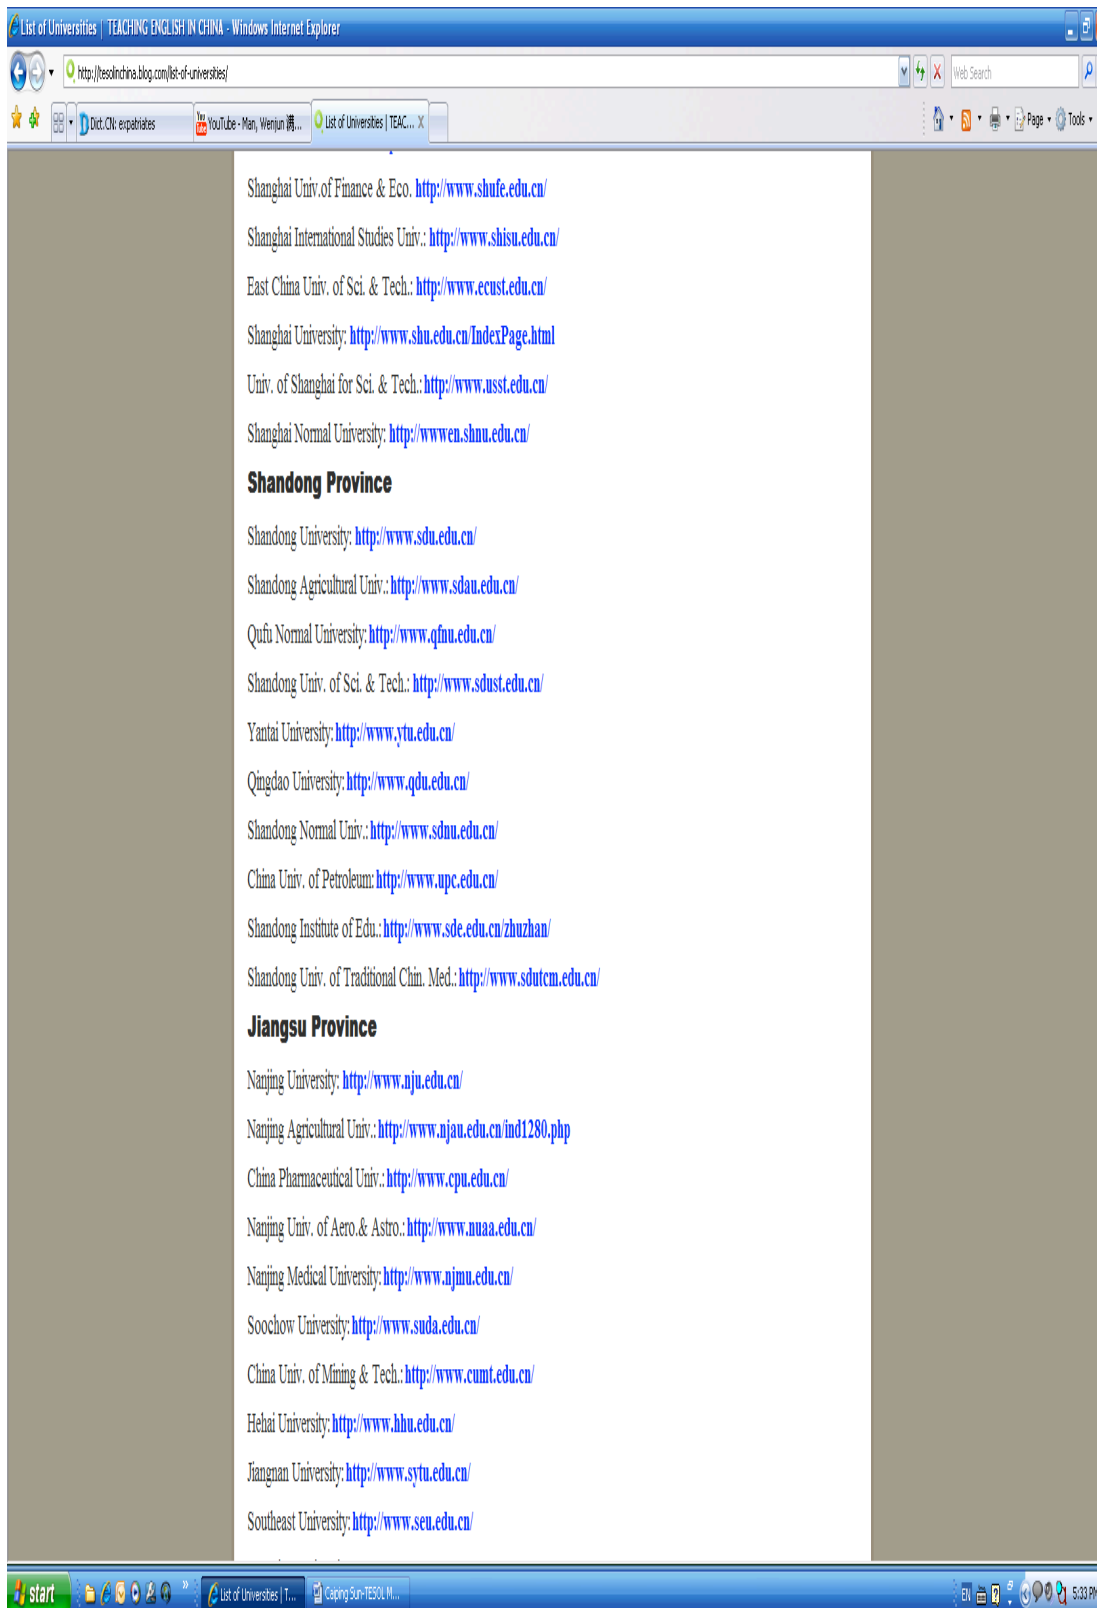 List of Universities | TEACHING ENGLISH IN CHINA - Windows Internet Explorer
http://tesolinchina.blog.com/list-of-universities/
Web Search
Dict.CN: expatriates
YouTube - Man, Wenjun 满...
List of Universities | TEAC... X
Page
Tools
Shanghai Univ.of Finance & Eco. http://www.shufe.edu.cn/
Shanghai International Studies Univ.: http://www.shisu.edu.cn/
East China Univ. of Sci. & Tech.: http://www.ecust.edu.cn/
Shanghai University: http://www.shu.edu.cn/IndexPage.html
Univ. of Shanghai for Sci. & Tech.: http://www.usst.edu.cn/
Shanghai Normal University: http://wwwen.shnu.edu.cn/
Shandong Province
Shandong University: http://www.sdu.edu.cn/
Shandong Agricultural Univ.: http://www.sdau.edu.cn/
Qufu Normal University: http://www.qfnu.edu.cn/
Shandong Univ. of Sci. & Tech.: http://www.sdust.edu.cn/
Yantai University: http://www.ytu.edu.cn/
Qingdao University: http://www.qdu.edu.cn/
Shandong Normal Univ.: http://www.sdnu.edu.cn/
China Univ. of Petroleum: http://www.upc.edu.cn/
Shandong Institute of Edu.: http://www.sde.edu.cn/zhuzhan/
Shandong Univ. of Traditional Chin. Med.: http://www.sdutcm.edu.cn/
Jiangsu Province
Nanjing University: http://www.nju.edu.cn/
Nanjing Agricultural Univ.: http://www.njau.edu.cn/ind1280.php
China Pharmaceutical Univ.: http://www.cpu.edu.cn/
Nanjing Univ. of Aero.& Astro.: http://www.nuaa.edu.cn/
Nanjing Medical University: http://www.njmu.edu.cn/
Soochow University: http://www.suda.edu.cn/
China Univ. of Mining & Tech.: http://www.cumt.edu.cn/
Hehai University: http://www.hhu.edu.cn/
Jiangnan University: http://www.sytu.edu.cn/
Southeast University: http://www.seu.edu.cn/
start
List of Universities | T...
Caiping Sun-TESOL M...
EN
5:33 PM